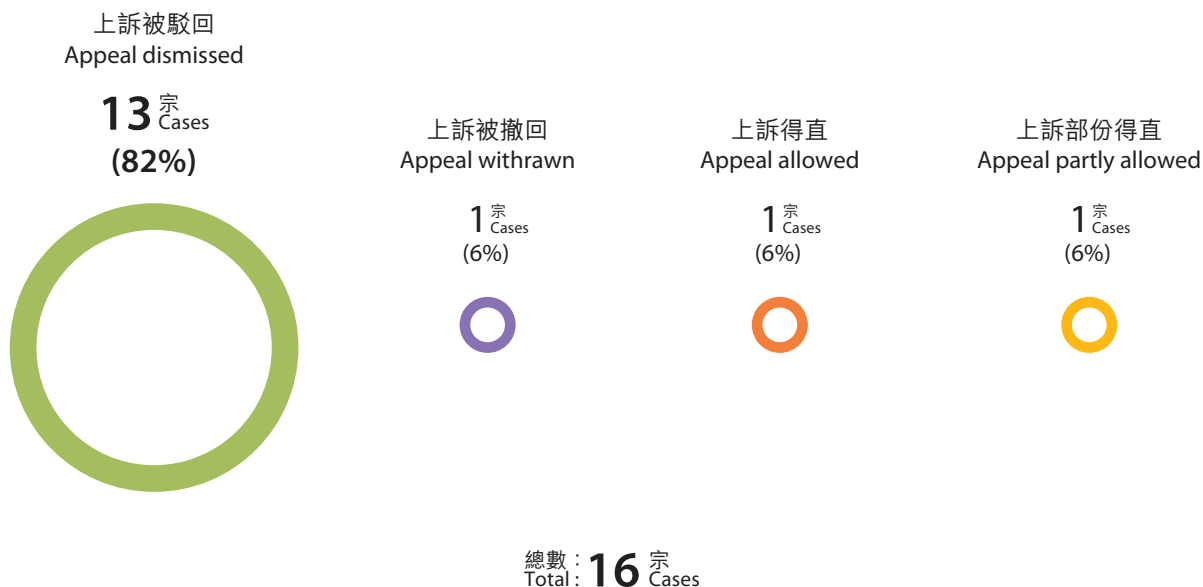 上訴被駁回
Appeal dismissed
13 宗 Cases
(82%)
上訴被撤回
Appeal withrawn
1 宗 Cases
(6%)
上訴得直
Appeal allowed
1 宗 Cases
(6%)
上訴部份得直
Appeal partly allowed
1 宗 Cases
(6%)
總數：16 宗
Total : Cases